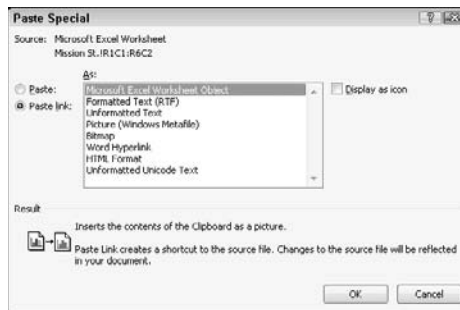 Paste Special
Source: Microsoft Excel Worksheet
Mission St.!R1C1:R6C2
As:
Paste:
Paste link:
Microsoft Excel Worksheet Object
Formatted Text (RTF)
Unformatted Text
Picture (Windows Metafile)
Bitmap
Word Hyperlink
HTML Format
Unformatted Unicode Text
Display as icon
Result
Inserts the contents of the Clipboard as a picture.
Paste Link creates a shortcut to the source file. Changes to the source file will be reflected
in your document.
OK Cancel